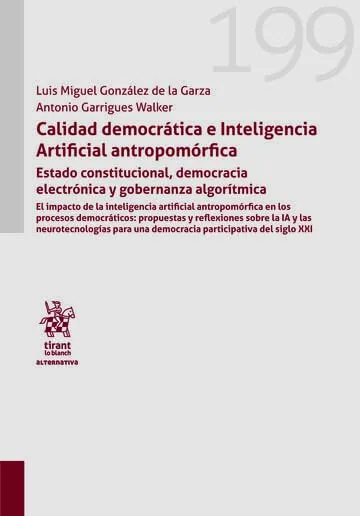 199
Luis Miguel González de la Garza
Antonio Garrigues Walker
Calidad democrática e Inteligencia
Artificial antropomórfica
Estado constitucional, democracia
electrónica y gobernanza algorítmica
El impacto de la inteligencia artificial antropomórfica en los
procesos democráticos: propuestas y reflexiones sobre la IA y las
neurotecnologías para una democracia participativa del siglo XXI
tirant
lo blanch
ALTERNATIVA